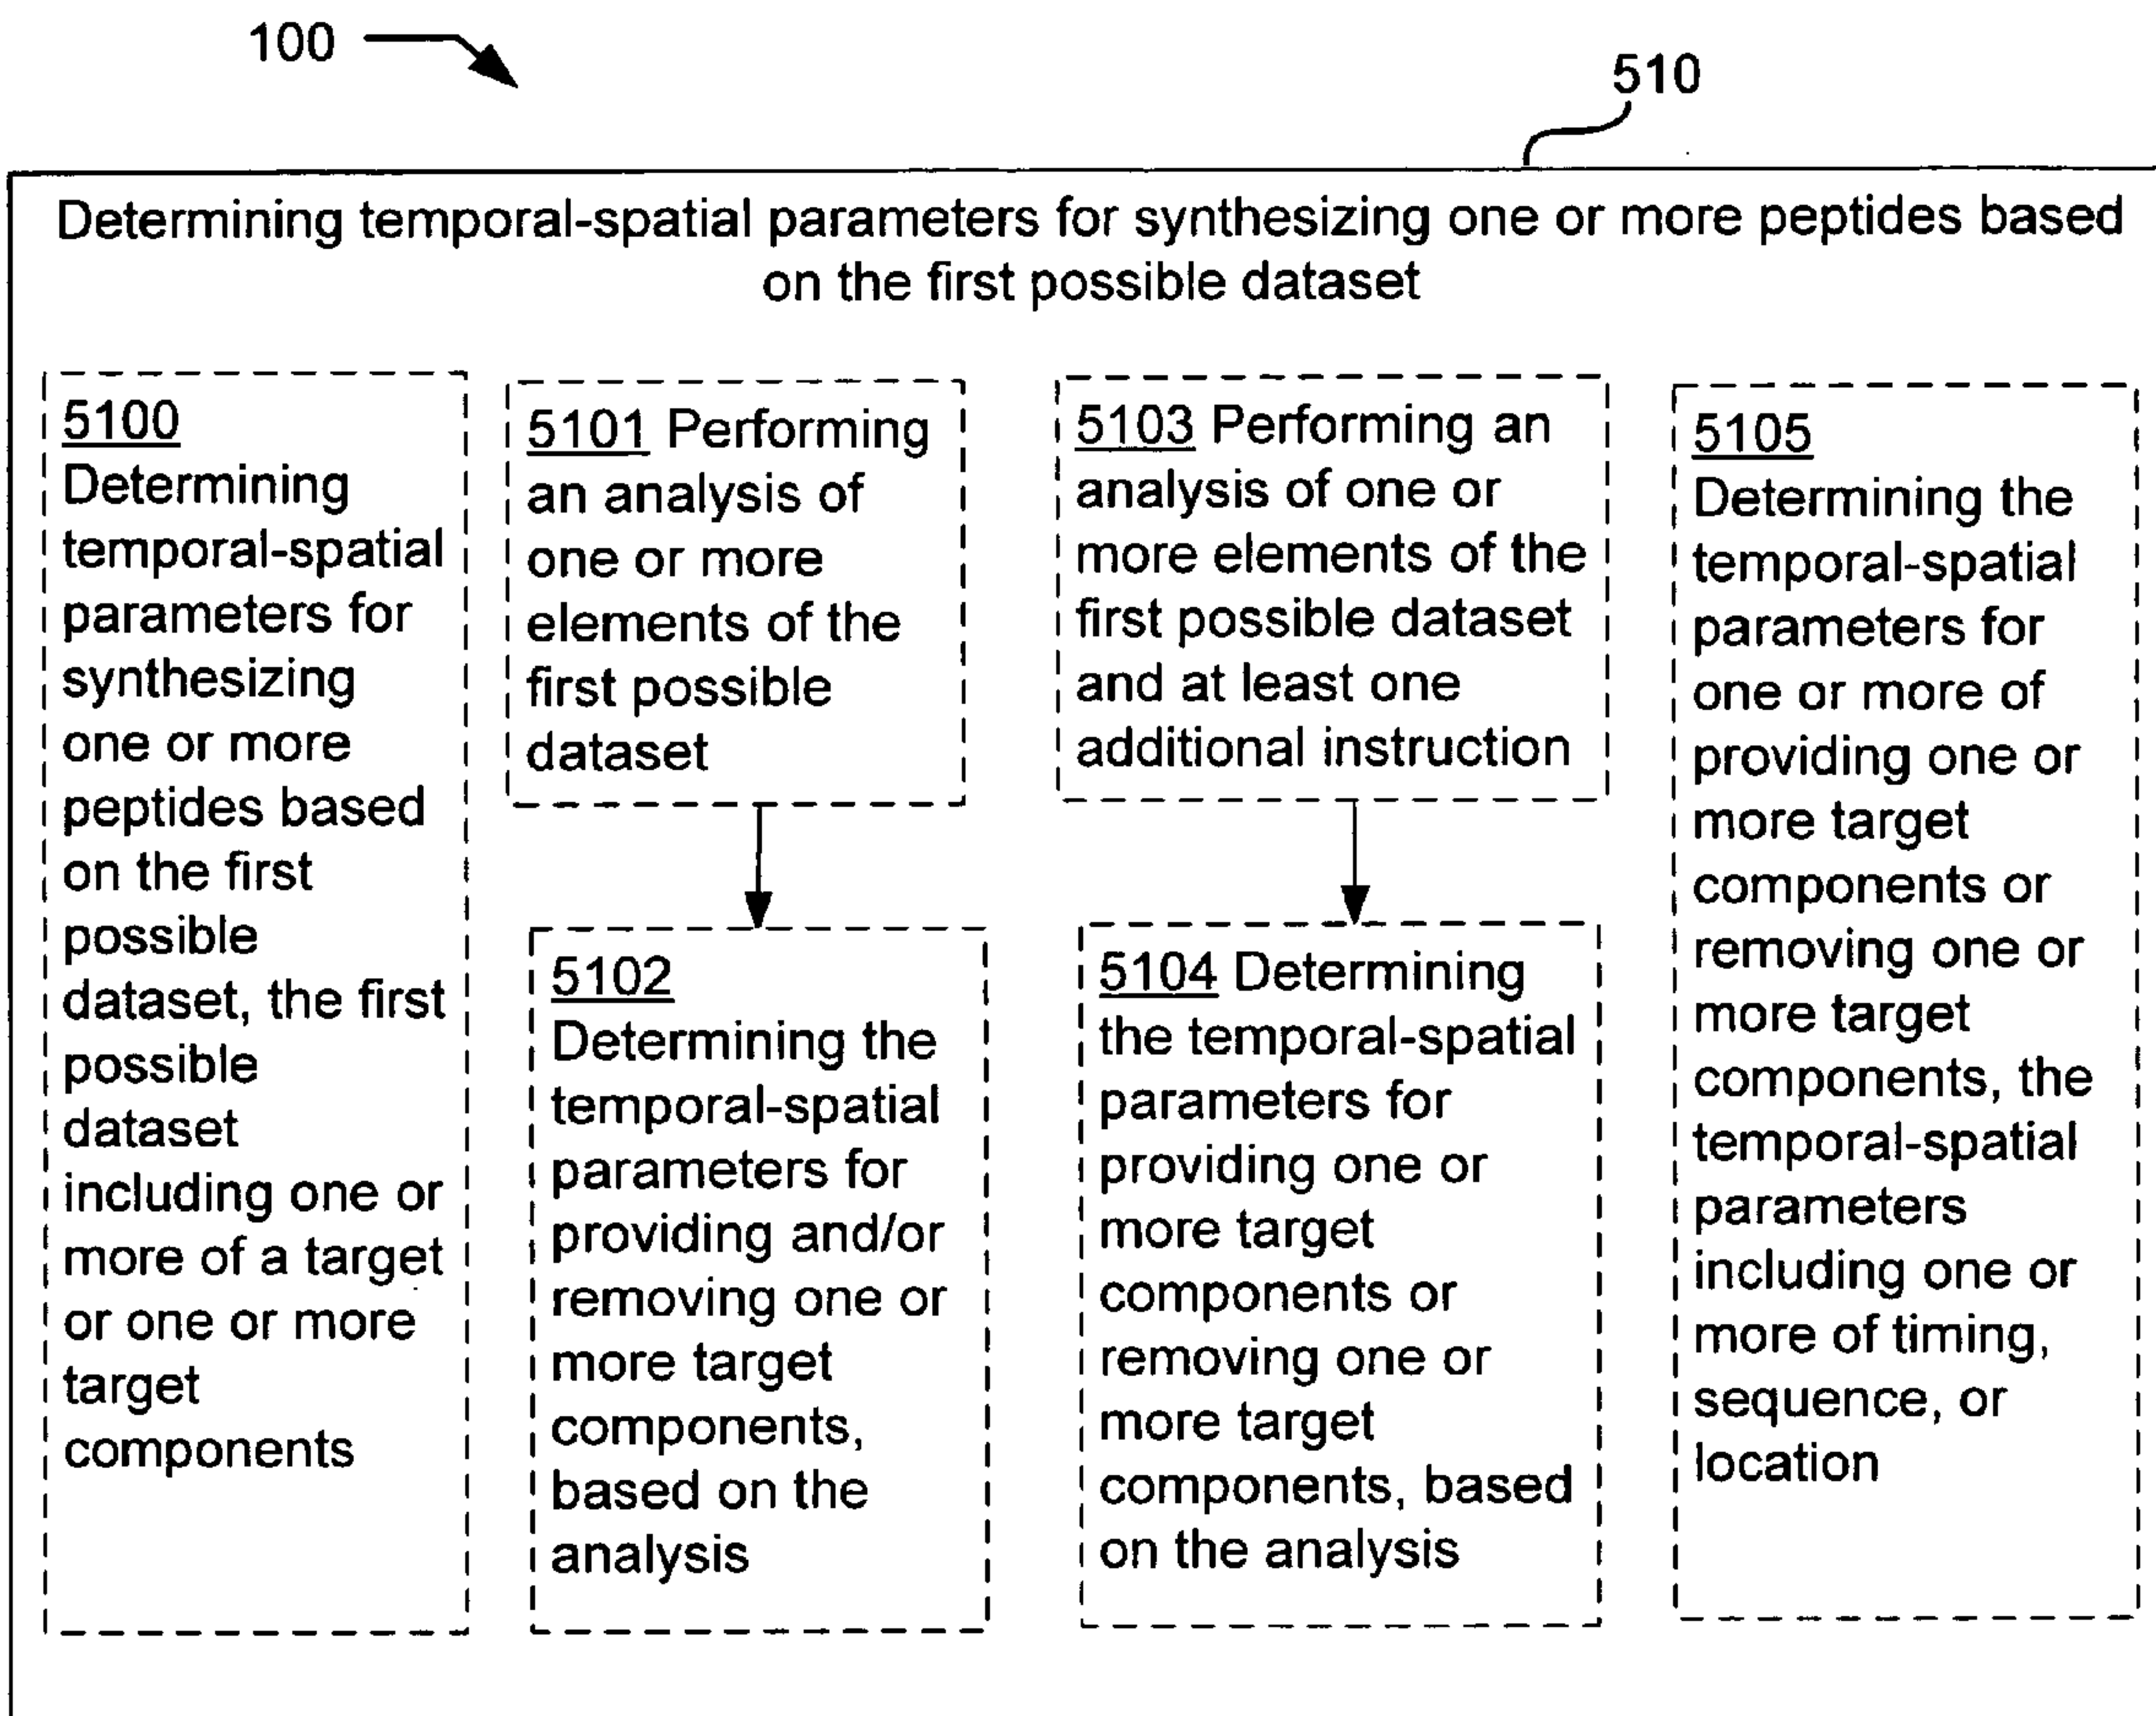 100
510
Determining temporal-spatial parameters for synthesizing one or more peptides based
on the first possible dataset
5100
Determining
temporal-spatial
parameters for
synthesizing
one or more
peptides based
on the first
possible
dataset, the first
possible
dataset
including one or
more of a target
or one or more
target
components
5101 Performing
an analysis of
one or more
elements of the
first possible
dataset
5102
Determining the
temporal-spatial
parameters for
providing and/or
removing one or
more target
components,
based on the
analysis
5103 Performing an
analysis of one or
more elements of the
first possible dataset
and at least one
additional instruction
5104 Determining
the temporal-spatial
parameters for
providing one or
more target
components or
removing one or
more target
components, based
on the analysis
5105
Determining the
temporal-spatial
parameters for
one or more of
providing one or
more target
components or
removing one or
more target
components, the
temporal-spatial
parameters
including one or
more of timing,
sequence, or
location